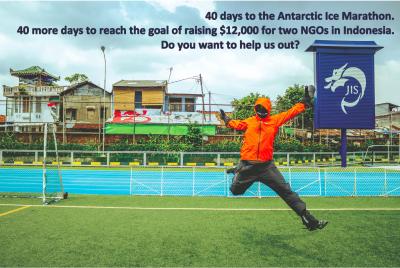 40 days to the Antarctic Ice Marathon.
40 more days to reach the goal of raising $12,000 for two NGOs in Indonesia.
Do you want to help us out?
JIS